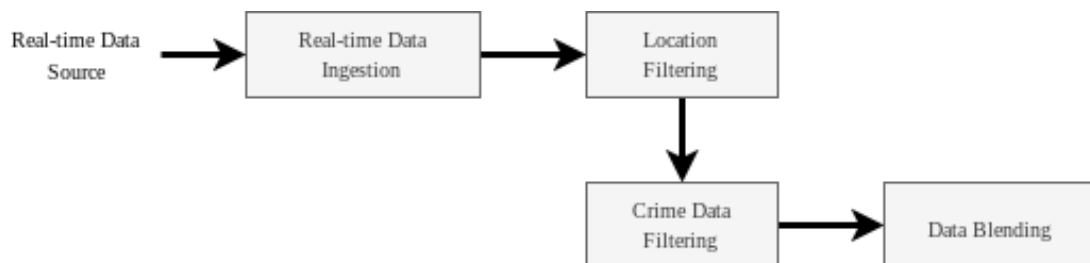 Real-time Data
Source
Real-time Data
Ingestion
Location
Filtering
Crime Data
Filtering
Data Blending